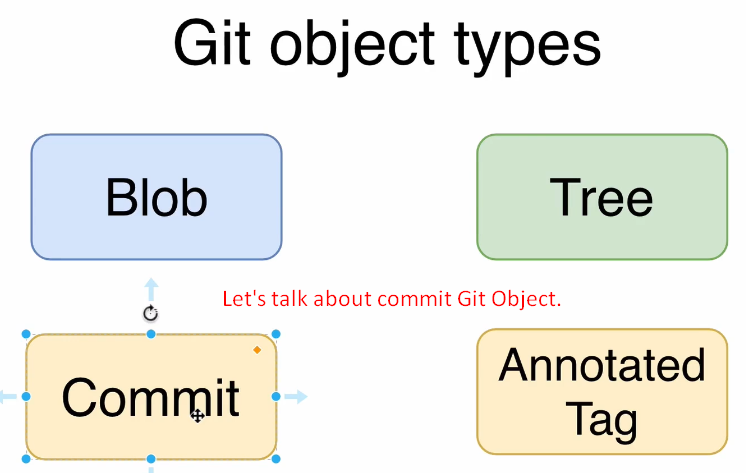 Git object types
Blob
Tree
Let's talk about commit Git Object.
Commit
Annotated
Tag